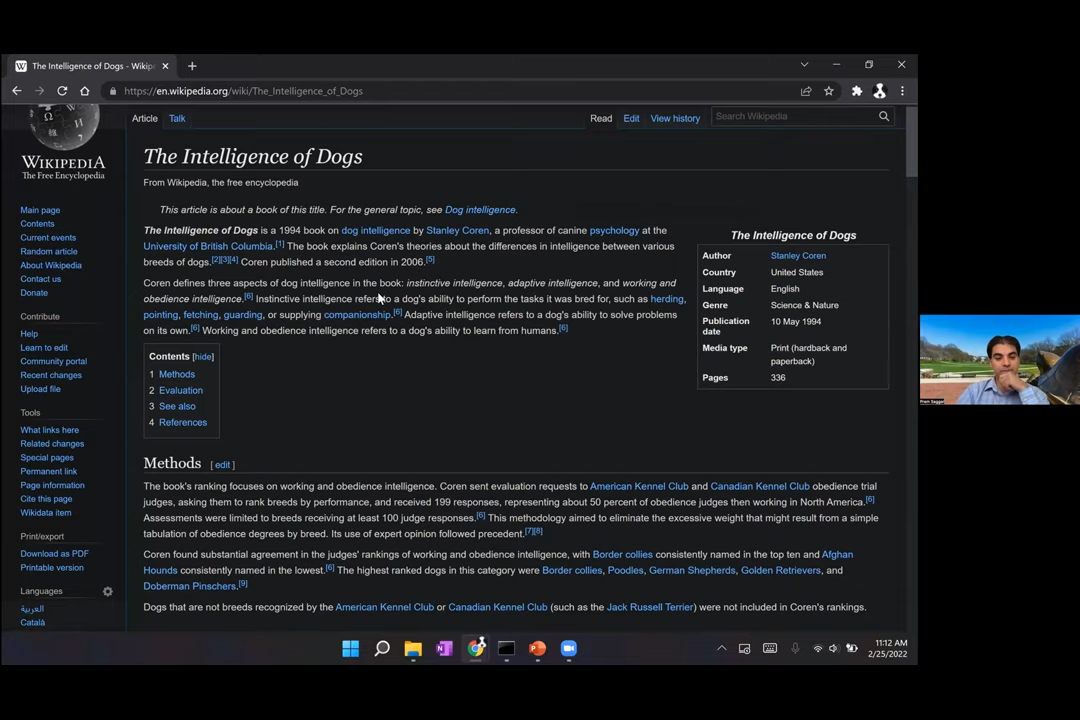 The Intelligence of Dogs - Wikip
https://en.wikipedia.org/wiki/The_Intelligence_of_Dogs
WIKIPEDIA
The Free Encyclopedia
Main page
Contents
Current events
Random article
About Wikipedia
Contact us
Donate
Contribute
Help
Learn to edit
Community portal
Recent changes
Upload file
Tools
What links here
Related changes
Special pages
Permanent link
Page information
Cite this page
Wikidata item
Print/export
Download as PDF
Printable version
Languages
العربية
Català
Article Talk Read Edit View history Search Wikipedia
The Intelligence of Dogs
From Wikipedia, the free encyclopedia
This article is about a book of this title. For the general topic, see Dog intelligence.
The Intelligence of Dogs is a 1994 book on dog intelligence by Stanley Coren, a professor of canine psychology at the
University of British Columbia.[1] The book explains Coren's theories about the differences in intelligence between various
breeds of dogs.[2][3][4] Coren published a second edition in 2006.[5]
Coren defines three aspects of dog intelligence in the book: instinctive intelligence, adaptive intelligence, and working and
obedience intelligence.[6] Instinctive intelligence refers to a dog's ability to perform the tasks it was bred for, such as herding,
pointing, fetching, guarding, or supplying companionship.[6] Adaptive intelligence refers to a dog's ability to solve problems
on its own.[6] Working and obedience intelligence refers to a dog's ability to learn from humans.[6]
The Intelligence of Dogs
Author Stanley Coren
Country United States
Language English
Genre Science & Nature
Publication 10 May 1994
date
Media type Print (hardback and
paperback)
Pages 336
Contents [hide]
1 Methods
2 Evaluation
3 See also
4 References
Methods [ edit ]
The book's ranking focuses on working and obedience intelligence. Coren sent evaluation requests to American Kennel Club and Canadian Kennel Club obedience trial
judges, asking them to rank breeds by performance, and received 199 responses, representing about 50 percent of obedience judges then working in North America.[6]
Assessments were limited to breeds receiving at least 100 judge responses.[6] This methodology aimed to eliminate the excessive weight that might result from a simple
tabulation of obedience degrees by breed. Its use of expert opinion followed precedent.[7][8]
Coren found substantial agreement in the judges' rankings of working and obedience intelligence, with Border collies consistently named in the top ten and Afghan
Hounds consistently named in the lowest.[6] The highest ranked dogs in this category were Border collies, Poodles, German Shepherds, Golden Retrievers, and
Doberman Pinschers.[9]
Dogs that are not breeds recognized by the American Kennel Club or Canadian Kennel Club (such as the Jack Russell Terrier) were not included in Coren's rankings.
11:12 AM
2/25/2022